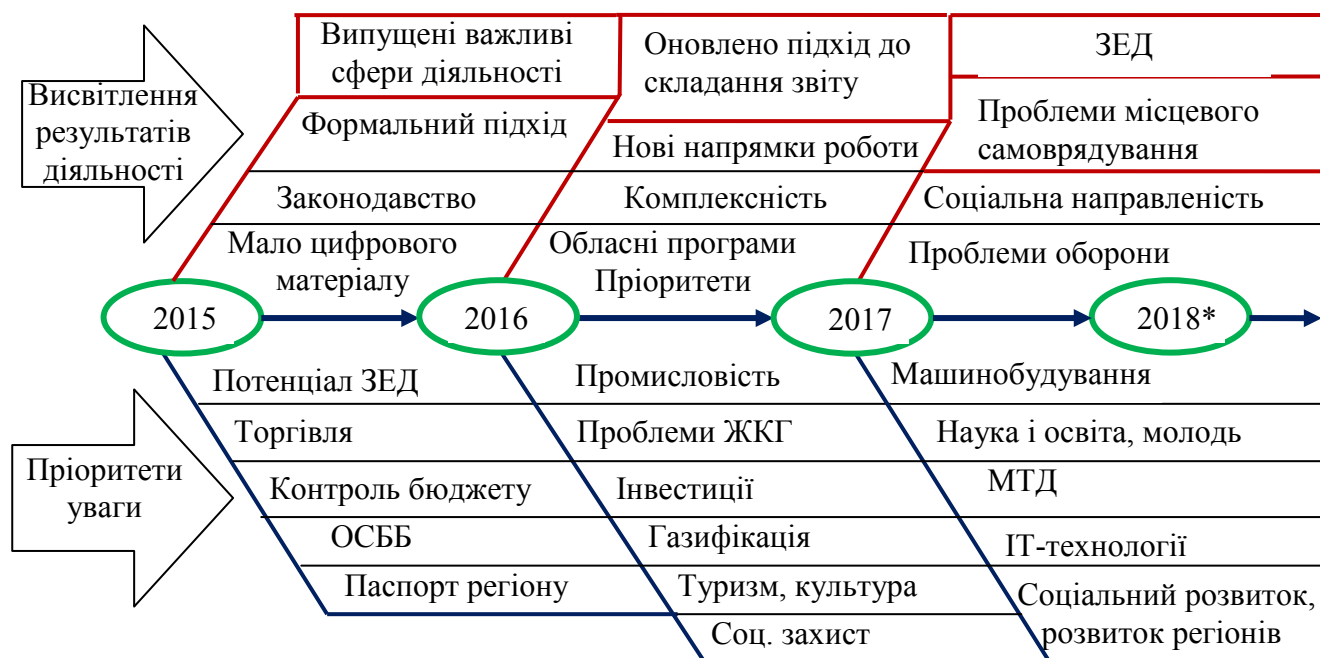 Висвітлення
результатів
діяльності
Випущені важливі
сфери діяльності
Формальний підхід
Законодавство
Мало цифрового
матеріалу
Оновлено підхід до
складання звіту
Нові напрямки роботи
Комплексність
Обласні програми
Пріоритети
ЗЕД
Проблеми місцевого
самоврядування
Соціальна направленість
Проблеми оборони
2015
2016
2017
2018*
Пріоритети
уваги
Потенціал ЗЕД
Торгівля
Контроль бюджету
ОСББ
Паспорт регіону
Промисловість
Проблеми ЖКГ
Інвестиції
Газифікація
Туризм, культура
Соц. захист
Машинобудування
Наука і освіта, молодь
МТД
ІТ-технології
Соціальний розвиток,
розвиток регіонів